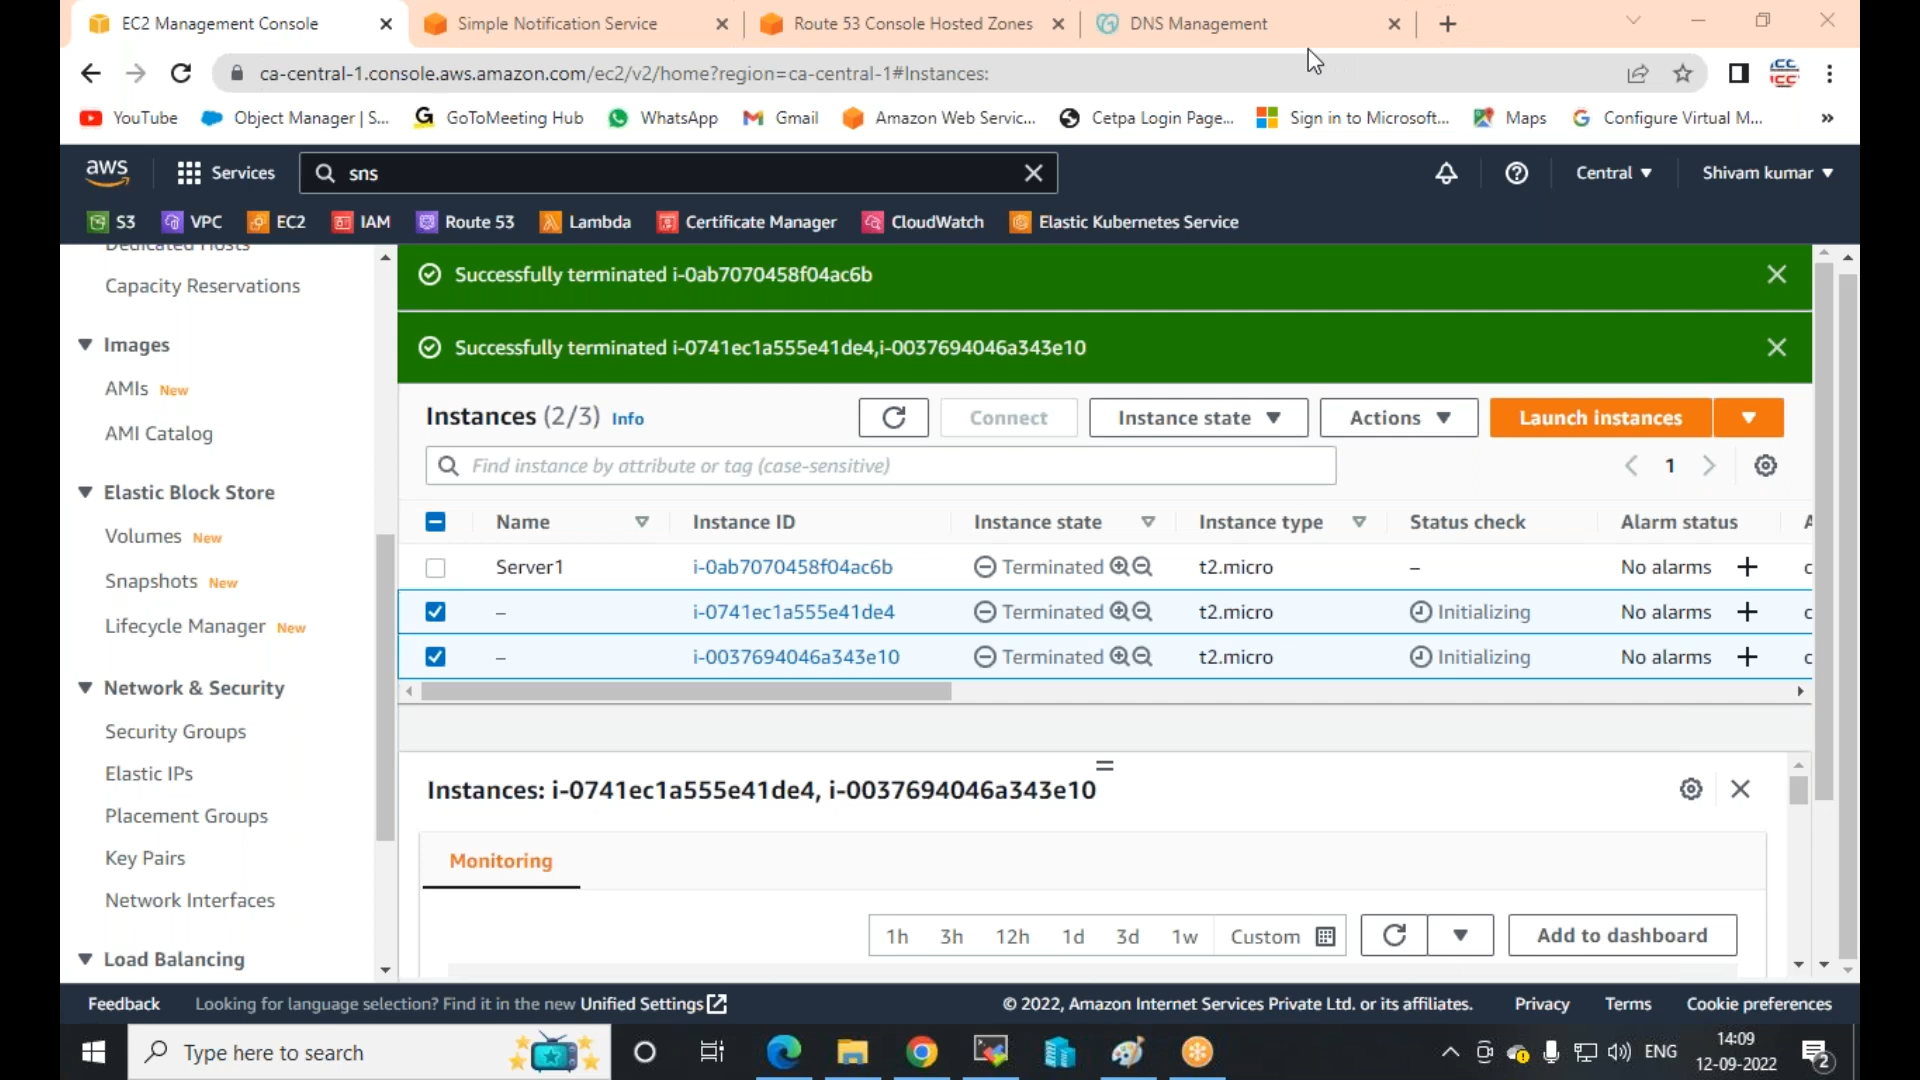 EC2 Management Console
Simple Notification Service
Route 53 Console Hosted Zones
DNS Management
ca-central-1.console.aws.amazon.com/ec2/v2/home?region=ca-central-1#Instances:
YouTube
Object Manager | S...
GoToMeeting Hub
WhatsApp
Gmail
Amazon Web Servic...
Cetpa Login Page...
Sign in to Microsoft...
Maps
Configure Virtual M...
»
aws
Services
sns
Central
Shivam kumar
S3
VPC
EC2
IAM
Route 53
Lambda
Certificate Manager
CloudWatch
Elastic Kubernetes Service
Dedicated Hosts
Capacity Reservations
Images
AMIs New
AMI Catalog
Elastic Block Store
Volumes New
Snapshots New
Lifecycle Manager New
Network & Security
Security Groups
Elastic IPs
Placement Groups
Key Pairs
Network Interfaces
Load Balancing
Successfully terminated i-0ab7070458f04ac6b
Successfully terminated i-0741ec1a555e41de4,i-0037694046a343e10
Instances (2/3) Info
Connect
Instance state
Actions
Launch instances
Find instance by attribute or tag (case-sensitive)
1
Name Instance ID Instance state Instance type Status check Alarm status A
Server1 i-0ab7070458f04ac6b Terminated t2.micro – No alarms + c
– i-0741ec1a555e41de4 Terminated t2.micro Initializing No alarms + c
– i-0037694046a343e10 Terminated t2.micro Initializing No alarms + c
Instances: i-0741ec1a555e41de4, i-0037694046a343e10
Monitoring
1h 3h 12h 1d 3d 1w Custom
Add to dashboard
Feedback
Looking for language selection? Find it in the new Unified Settings
© 2022, Amazon Internet Services Private Ltd. or its affiliates.
Privacy
Terms
Cookie preferences
Type here to search
ENG
14:09
12-09-2022
2